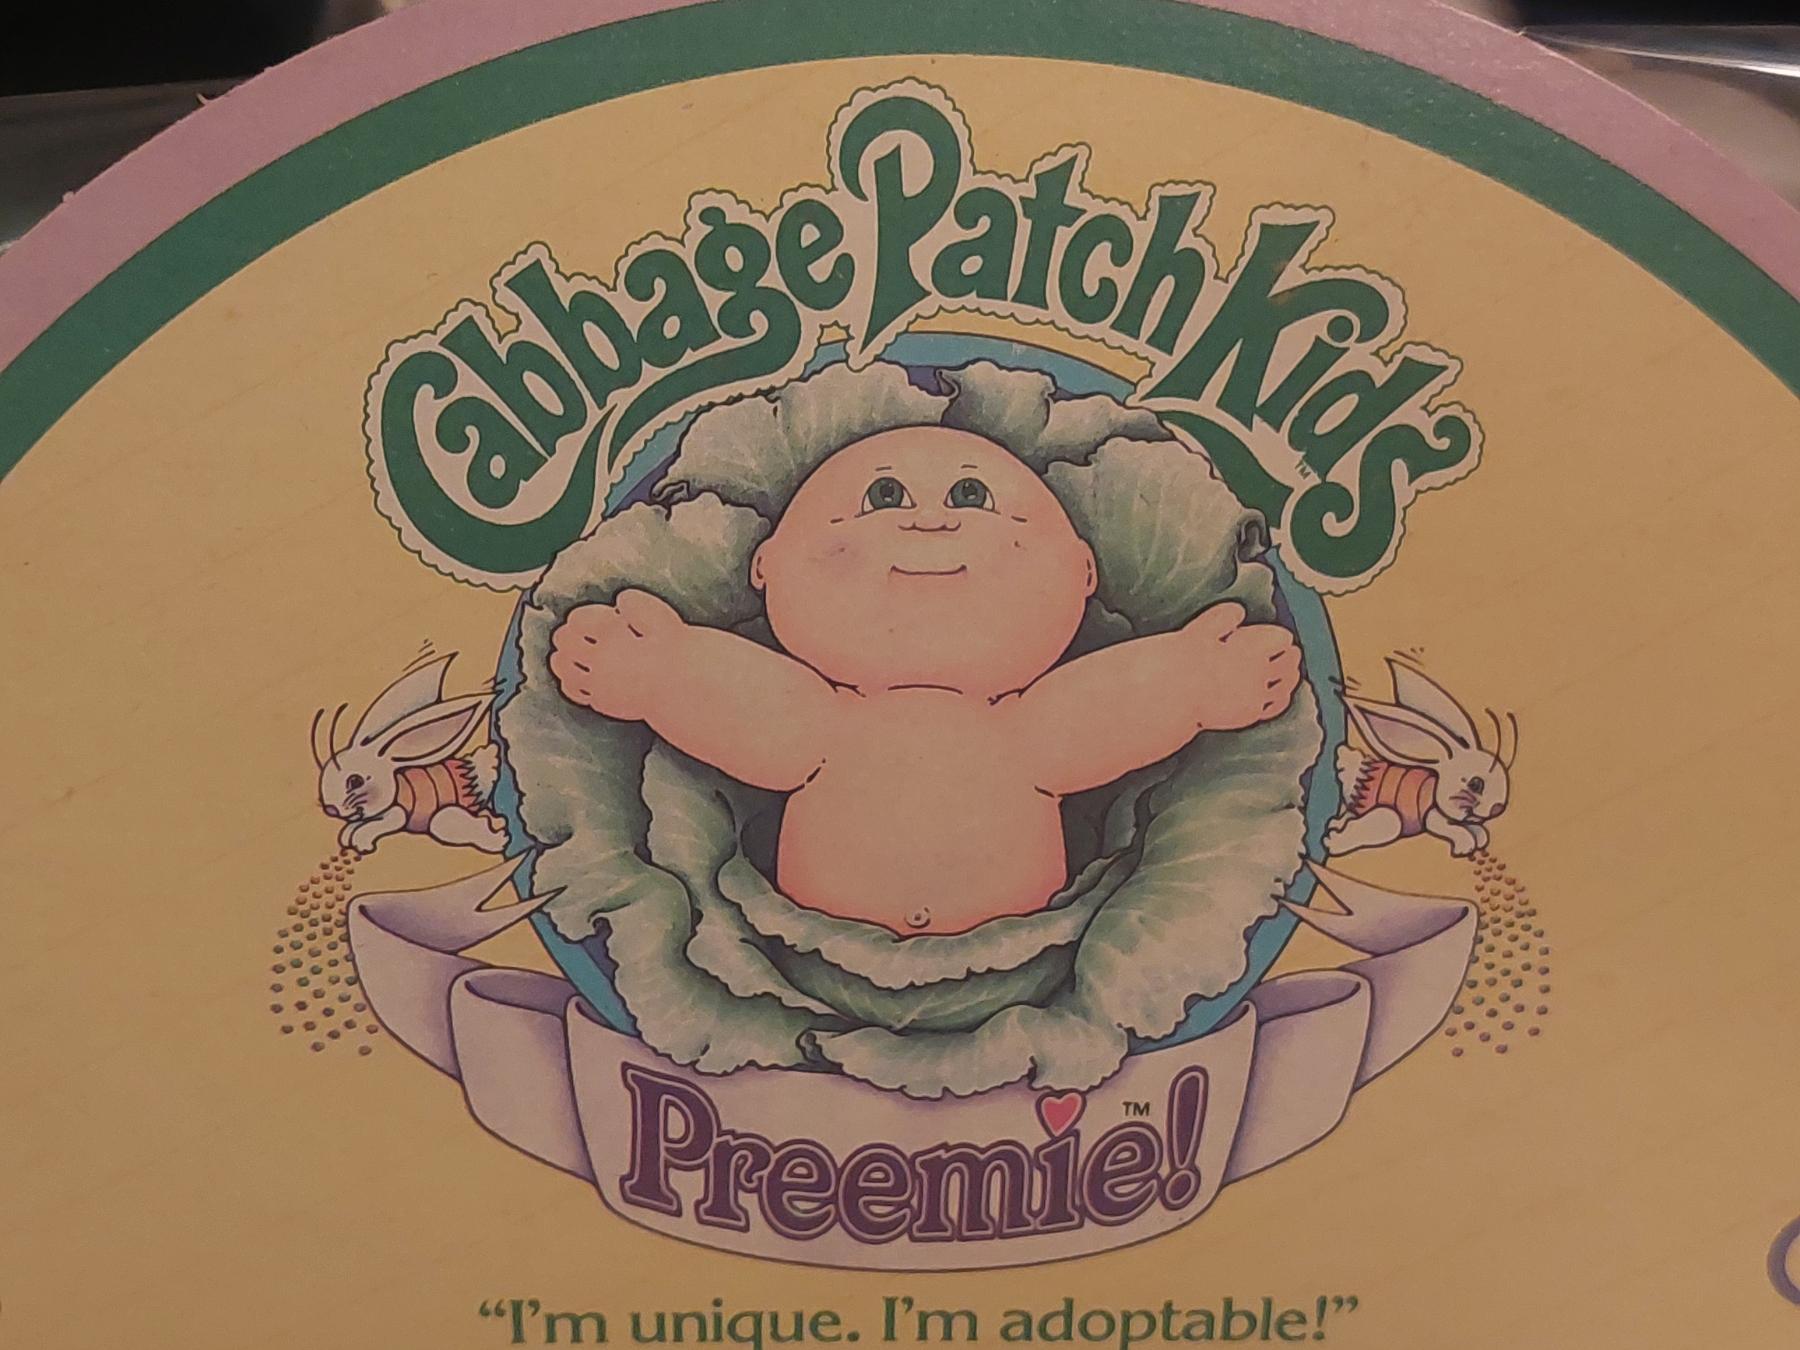 Cabbage Patch Kids™
Preemie!™
“I'm unique. I'm adoptable!”